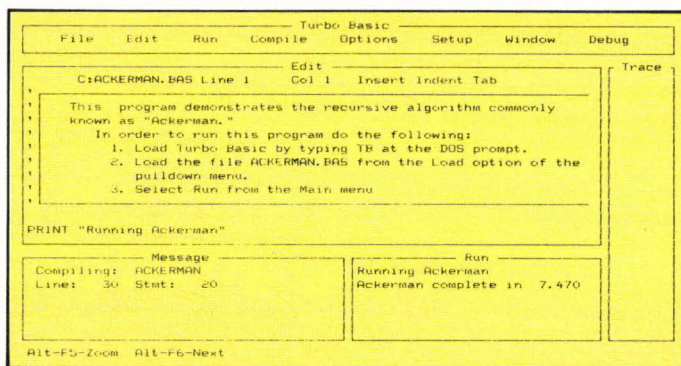 Turbo Basic
File Edit Run Compile Options Setup Window Debug
Edit
C:ACKERMAN.BAS Line 1 Col 1 Insert Indent Tab
Trace
' This program demonstrates the recursive algorithm commonly
' known as "Ackerman."
' In order to run this program do the following:
' 1. Load Turbo Basic by typing TB at the DOS prompt.
' 2. Load the file ACKERMAN.BAS from the Load option of the
' pulldown menu.
' 3. Select Run from the Main menu
PRINT "Running Ackerman"
Message
Compiling: ACKERMAN
Line: 30 Stmt: 20
Run
Running Ackerman
Ackerman complete in 7.470
Alt-F5-Zoom Alt-F6-Next